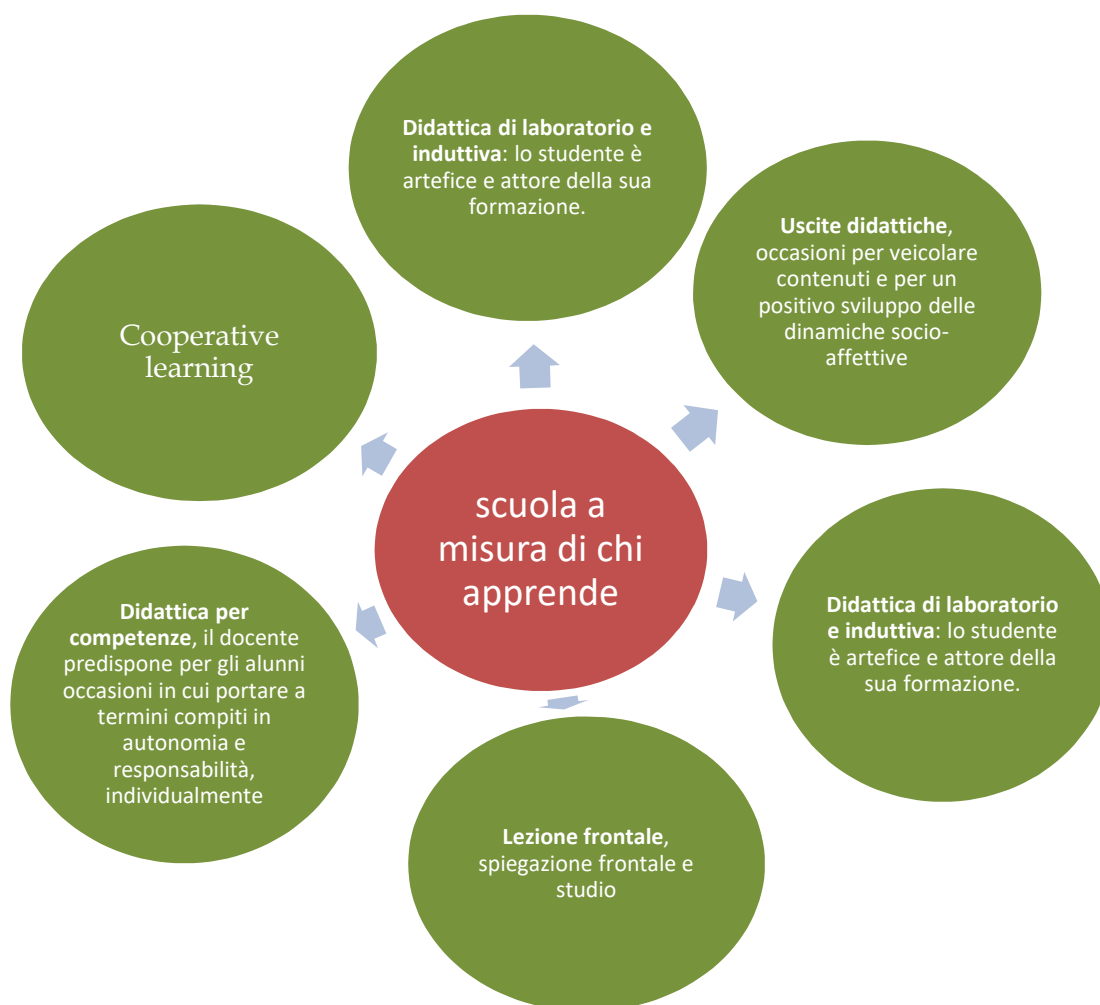 Didattica di laboratorio e
induttiva: lo studente è
artefice e attore della sua
formazione.
Uscite didattiche,
occasioni per veicolare
contenuti e per un
positivo sviluppo delle
dinamiche socio-
affettive
Cooperative
learning
scuola a
misura di chi
apprende
Didattica di laboratorio
e induttiva: lo studente
è artefice e attore della
sua formazione.
Didattica per
competenze, il docente
predispone per gli alunni
occasioni in cui portare a
termini compiti in
autonomia e
responsabilità,
individualmente
Lezione frontale,
spiegazione frontale e
studio